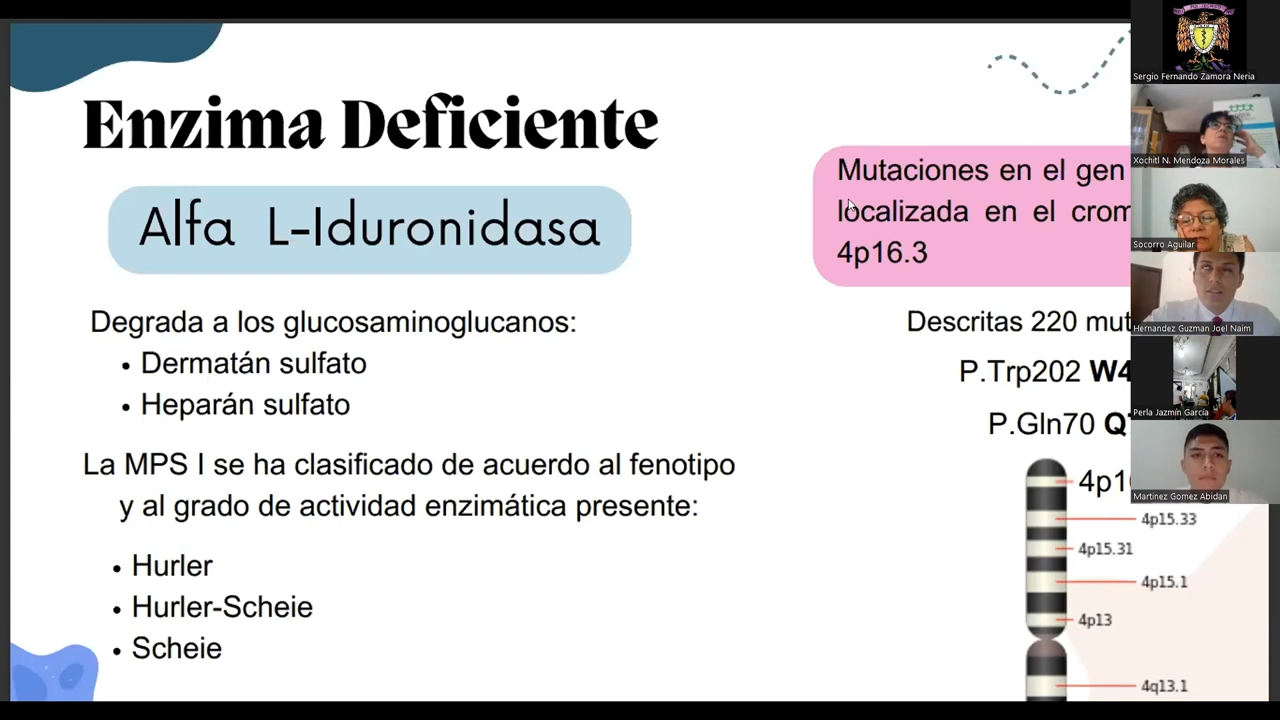 Enzima Deficiente
Alfa L-Iduronidasa
Degrada a los glucosaminoglucanos:
• Dermatán sulfato
• Heparán sulfato
La MPS I se ha clasificado de acuerdo al fenotipo
y al grado de actividad enzimática presente:
• Hurler
• Hurler-Scheie
• Scheie
Mutaciones en el gen
localizada en el crom
4p16.3
Descritas 220 mut
P.Trp202 W4
P.Gln70 Q
4p1
4p15.33
4p15.31
4p15.1
4p13
4q13.1
Sergio Fernando Zamora Neria
Xochitl N. Mendoza Morales
Socorro Aguilar
Hernandez Guzman Joel Naim
Perla Jazmín García
Martinez Gomez Abidan